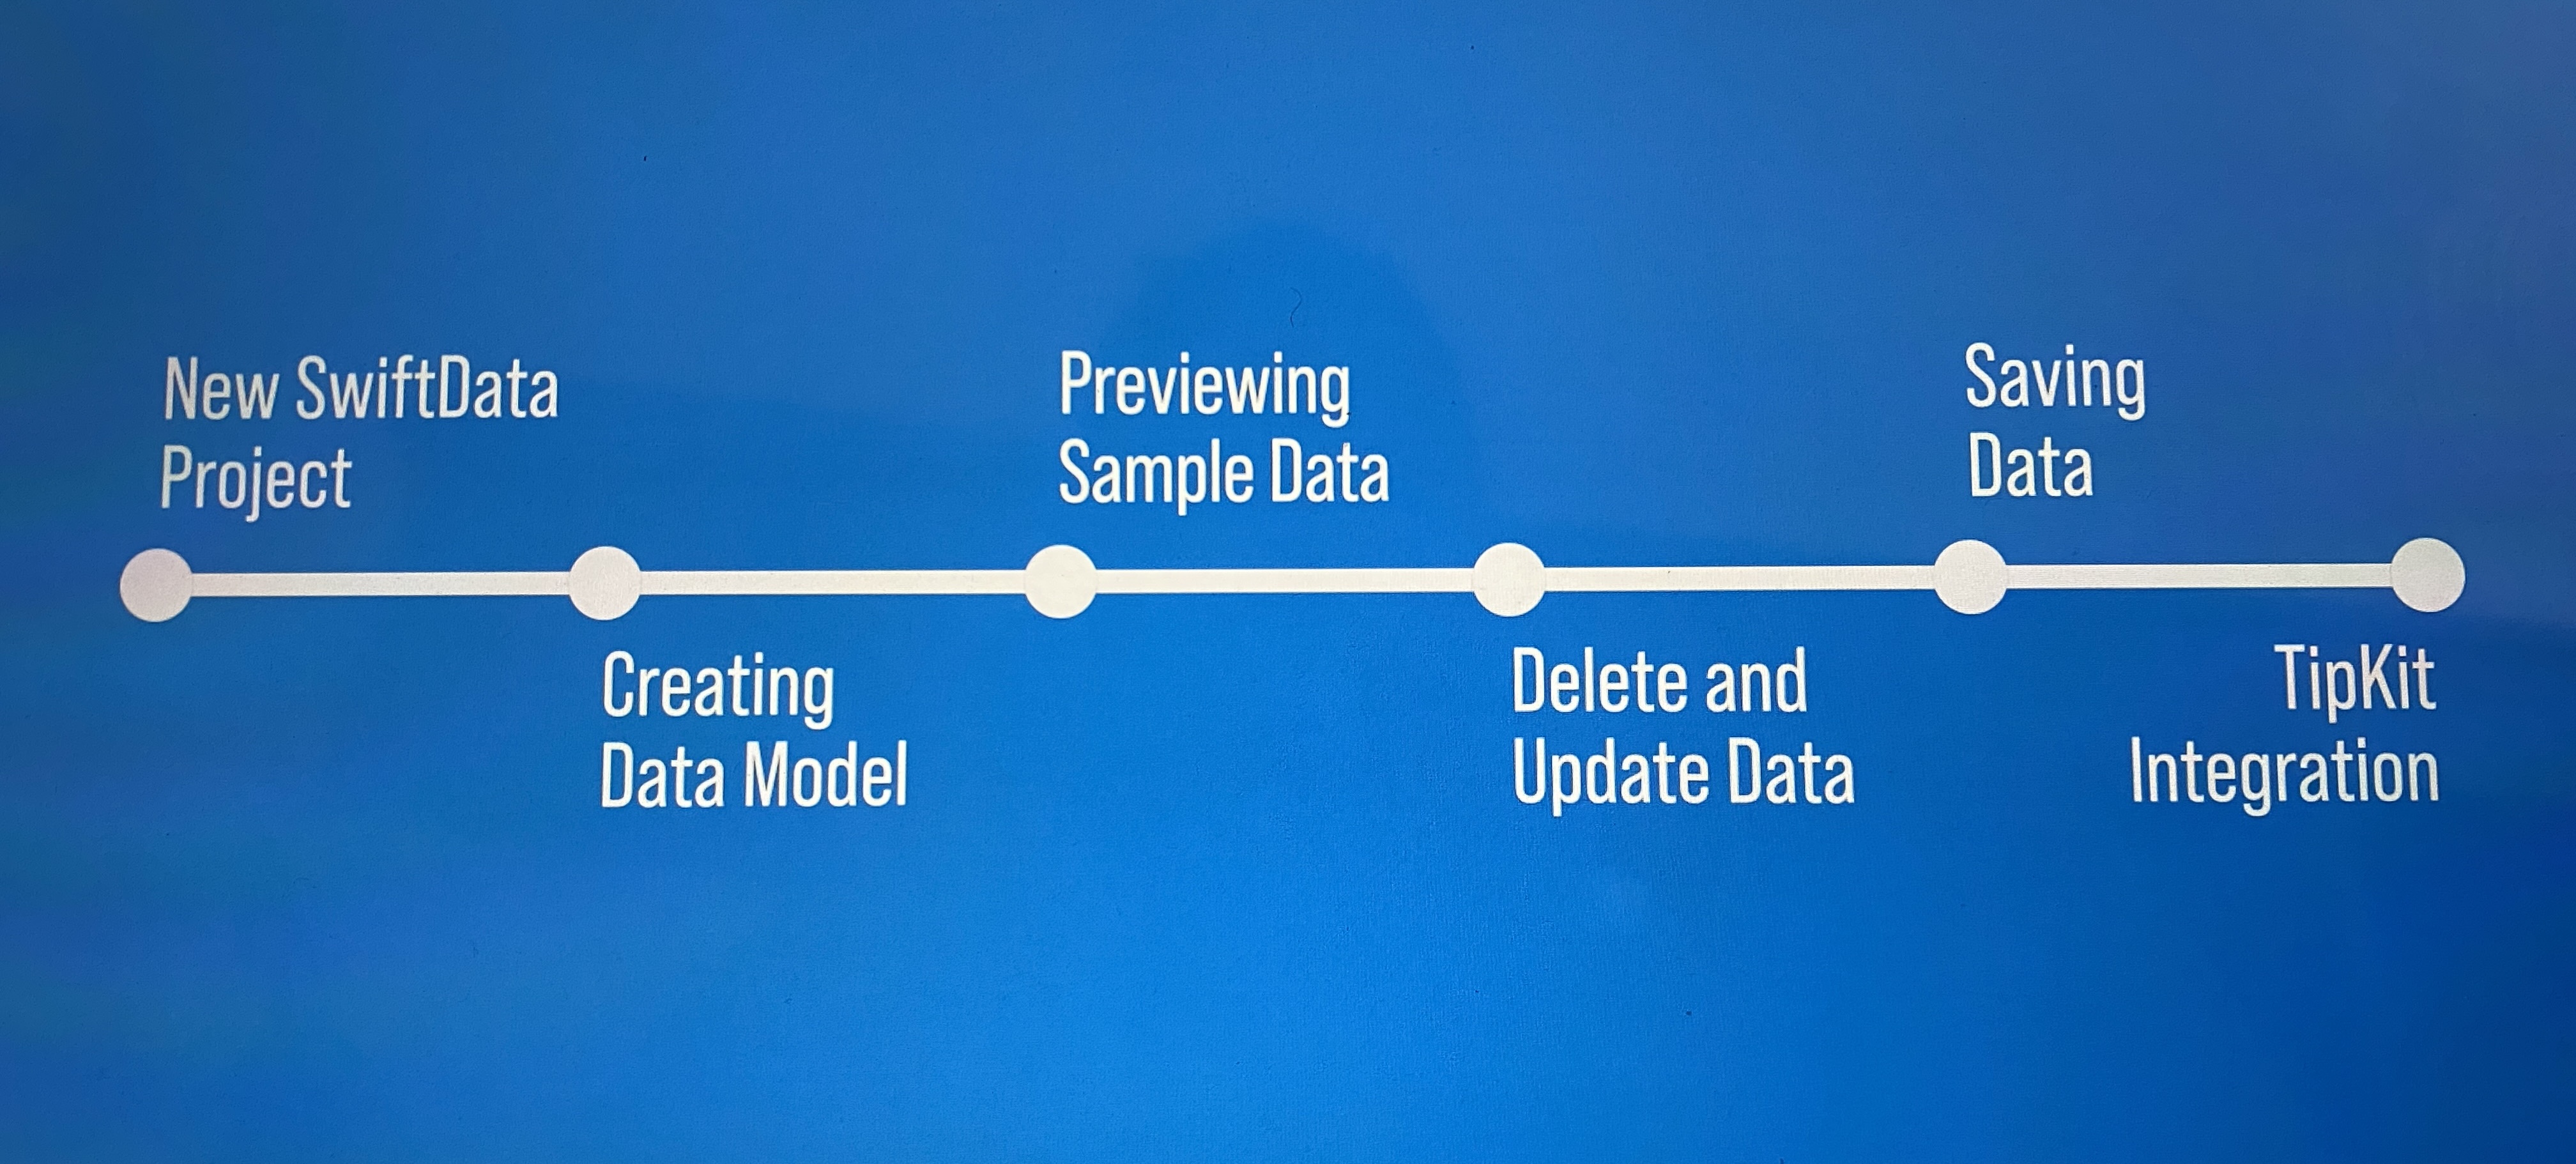 New SwiftData
Project
Creating
Data Model
Previewing
Sample Data
Delete and
Update Data
Saving
Data
TipKit
Integration